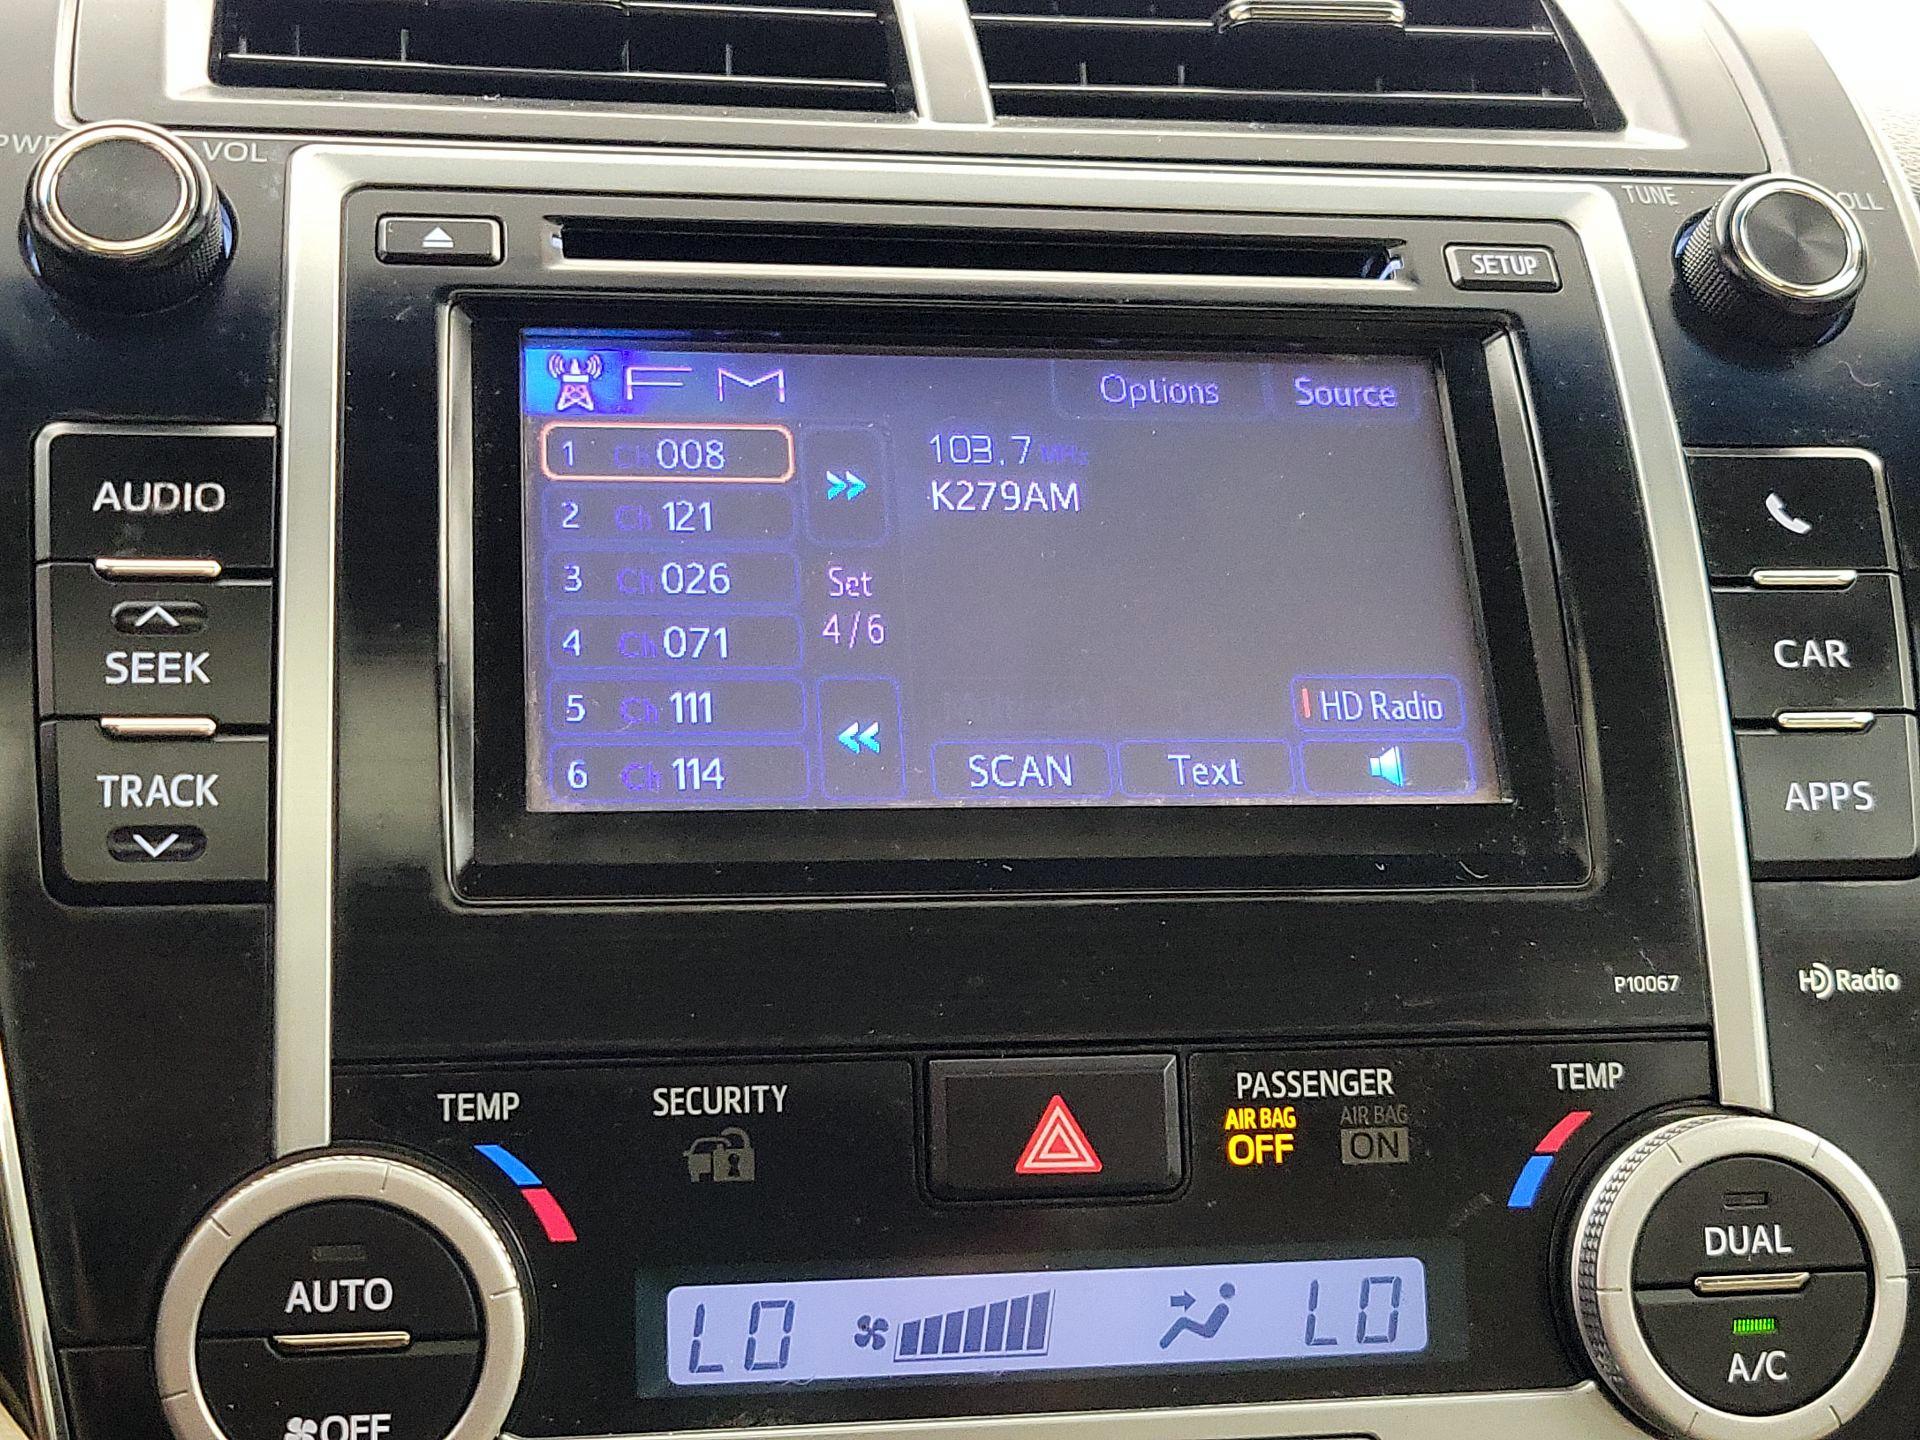 VOL
TUNE
SETUP
FM
Options
Source
1 Ch 008
2 Ch 121
3 Ch 026
4 Ch 071
5 Ch 111
6 Ch 114
Set
4/6
103.7 MHz
K279AM
HD Radio
SCAN
Text
AUDIO
SEEK
TRACK
CAR
APPS
P10067
HD Radio
TEMP
SECURITY
PASSENGER
AIR BAG
OFF
AIR BAG
ON
TEMP
AUTO
OFF
LO
LO
DUAL
A/C